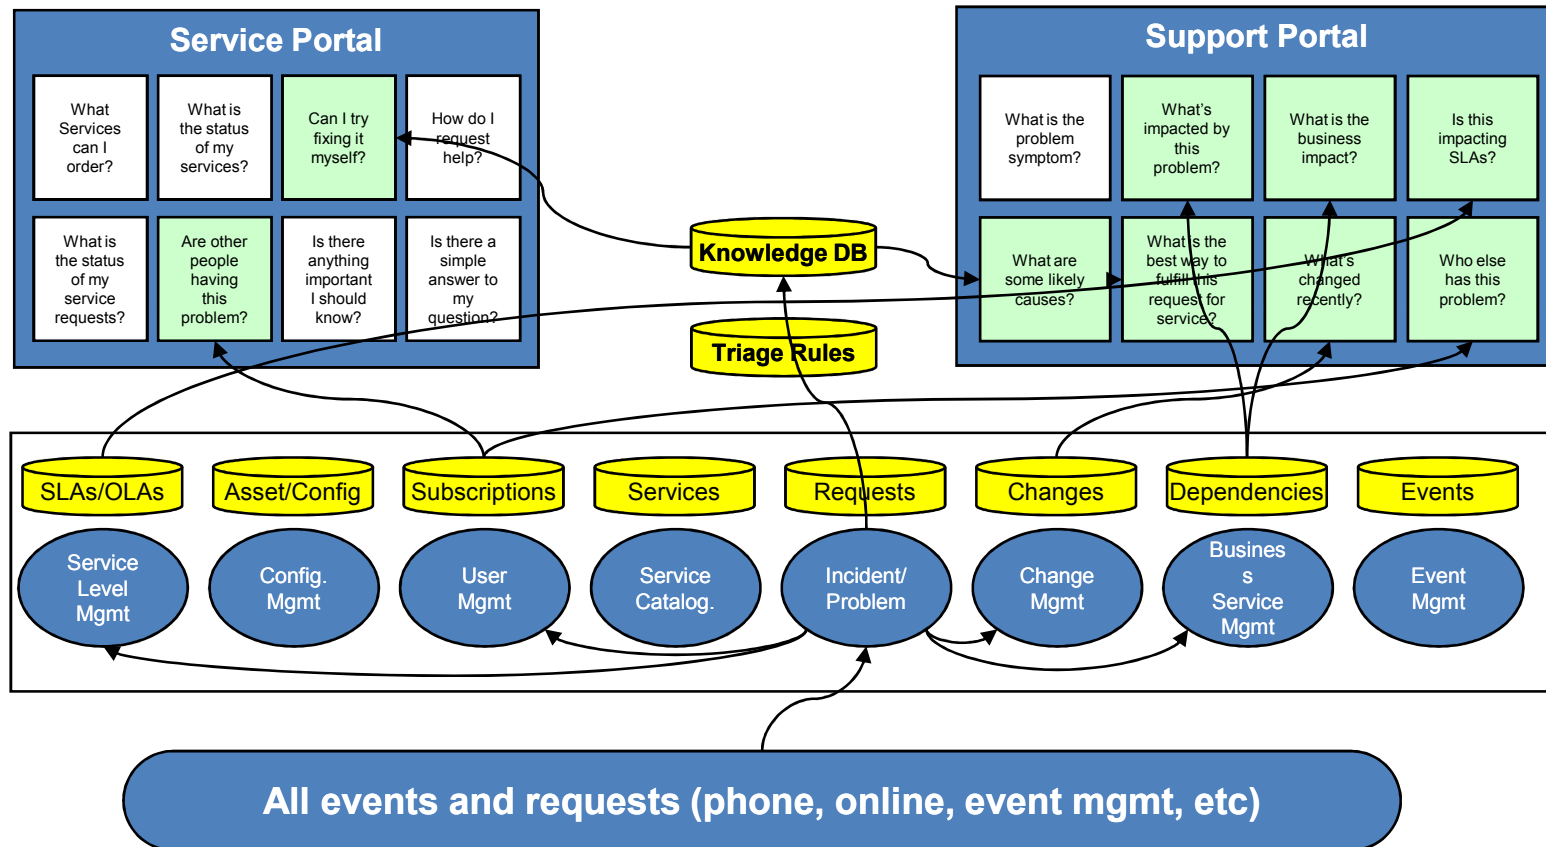 Service Portal
What
Services
can I
order?
What is
the status
of my
services?
Can I try
fixing it
myself?
How do I
request
help?
What is
the status
of my
service
requests?
Are other
people
having
this
problem?
Is there
anything
important
I should
know?
Is there a
simple
answer to
my
question?
Support Portal
What is the
problem
symptom?
What's
impacted by
this
problem?
What is the
business
impact?
Is this
impacting
SLAs?
What are
some likely
causes?
What is the
best way to
fulfill this
request for
service?
What's
changed
recently?
Who else
has this
problem?
Knowledge DB
Triage Rules
SLAs/OLAs
Asset/Config
Subscriptions
Services
Requests
Changes
Dependencies
Events
Service
Level
Mgmt
Config.
Mgmt
User
Mgmt
Service
Catalog.
Incident/
Problem
Change
Mgmt
Busines
s
Service
Mgmt
Event
Mgmt
All events and requests (phone, online, event mgmt, etc)